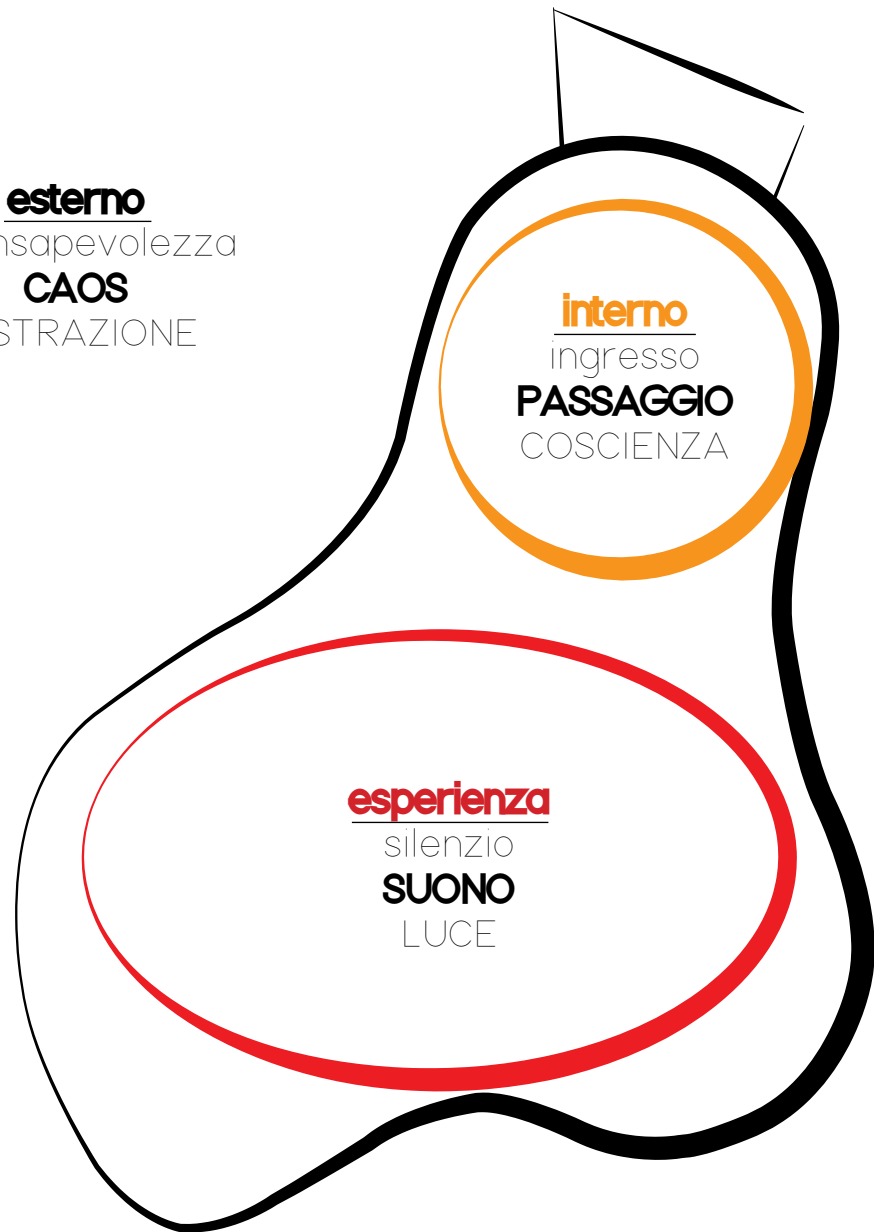 esterno
nsapevolezza
CAOS
STRAZIONE
interno
ingresso
PASSAGGIO
COSCIENZA
esperienza
silenzio
SUONO
LUCE